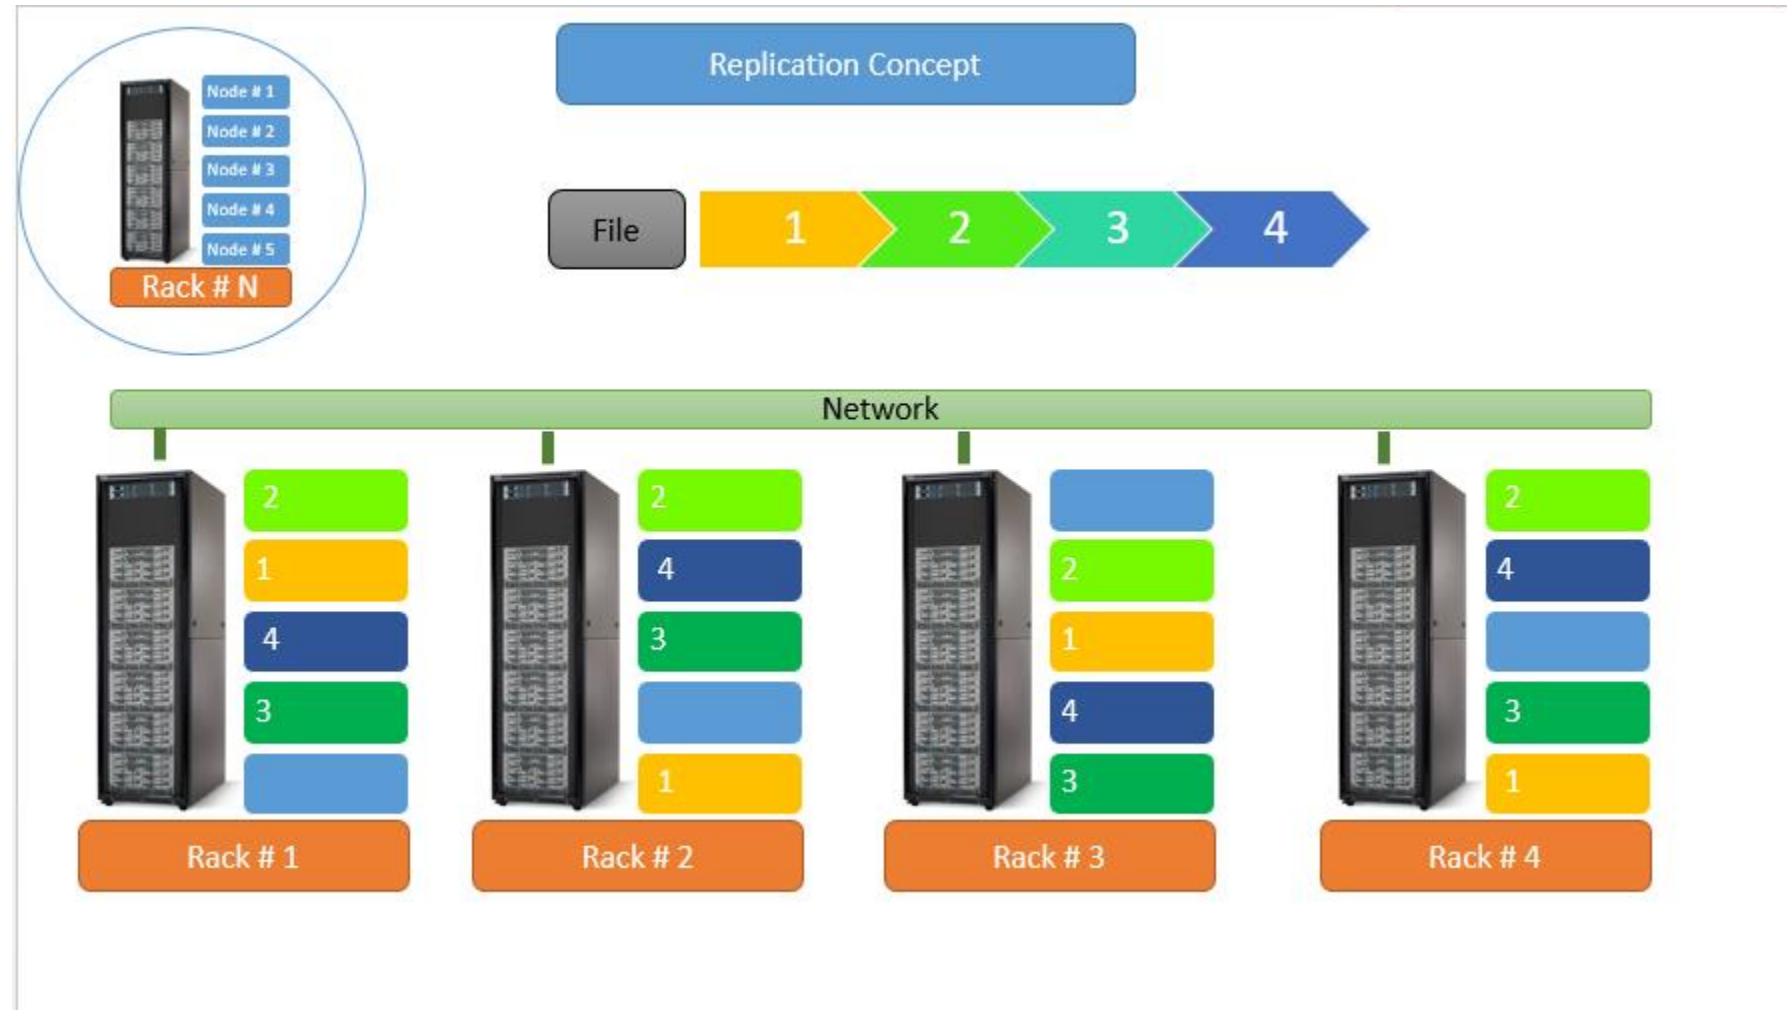 Replication Concept
Node # 1
Node # 2
Node # 3
Node # 4
Node # 5
Rack # N
File 1 2 3 4
Network
2
1
4
3
Rack # 1
2
4
3
1
Rack # 2
2
1
4
3
Rack # 3
2
4
3
1
Rack # 4